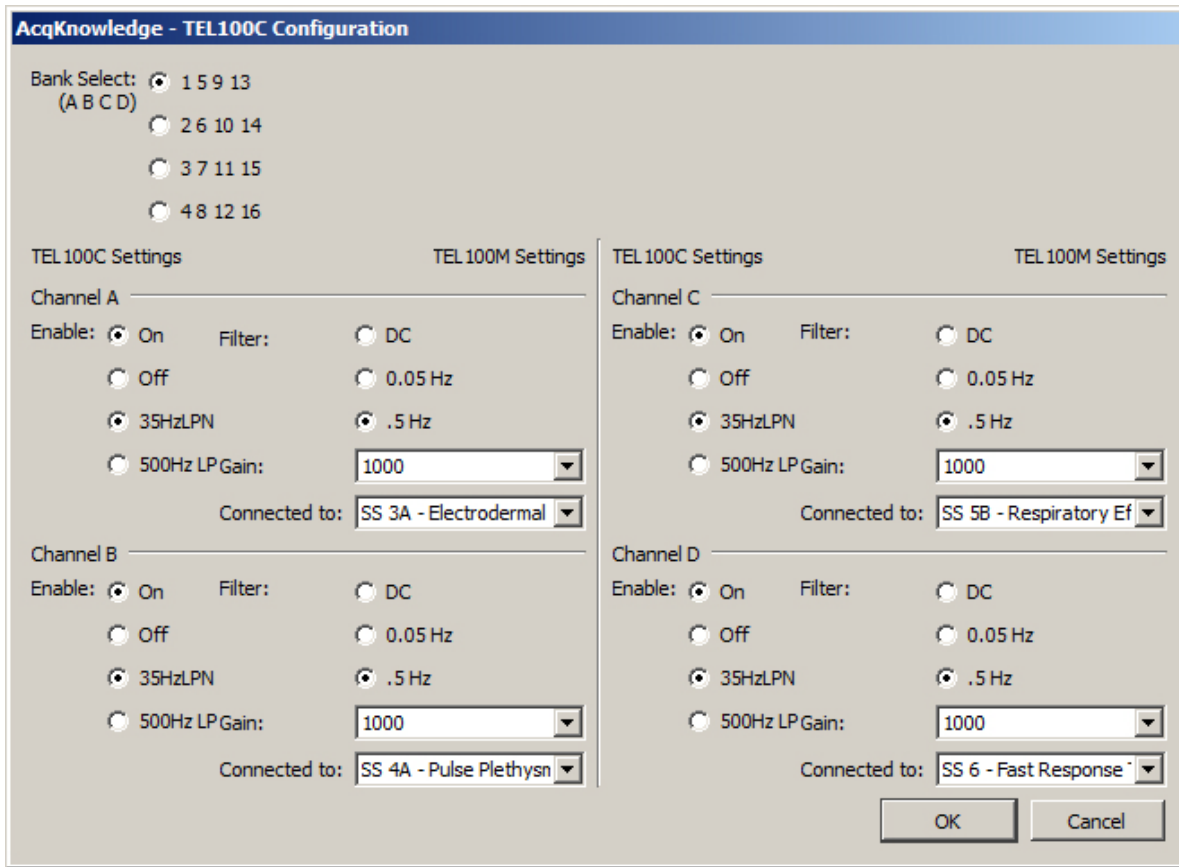 AcqKnowledge - TEL100C Configuration
Bank Select: 1 5 9 13
(A B C D)
2 6 10 14
3 7 11 15
4 8 12 16
TEL100C Settings TEL100M Settings
Channel A
Enable: On Filter: DC
Off 0.05 Hz
35HzLPN .5 Hz
500Hz LP Gain: 1000
Connected to: SS 3A - Electrodermal
Channel B
Enable: On Filter: DC
Off 0.05 Hz
35HzLPN .5 Hz
500Hz LP Gain: 1000
Connected to: SS 4A - Pulse Plethysm
TEL100C Settings TEL100M Settings
Channel C
Enable: On Filter: DC
Off 0.05 Hz
35HzLPN .5 Hz
500Hz LP Gain: 1000
Connected to: SS 5B - Respiratory Ef
Channel D
Enable: On Filter: DC
Off 0.05 Hz
35HzLPN .5 Hz
500Hz LP Gain: 1000
Connected to: SS 6 - Fast Response
OK Cancel